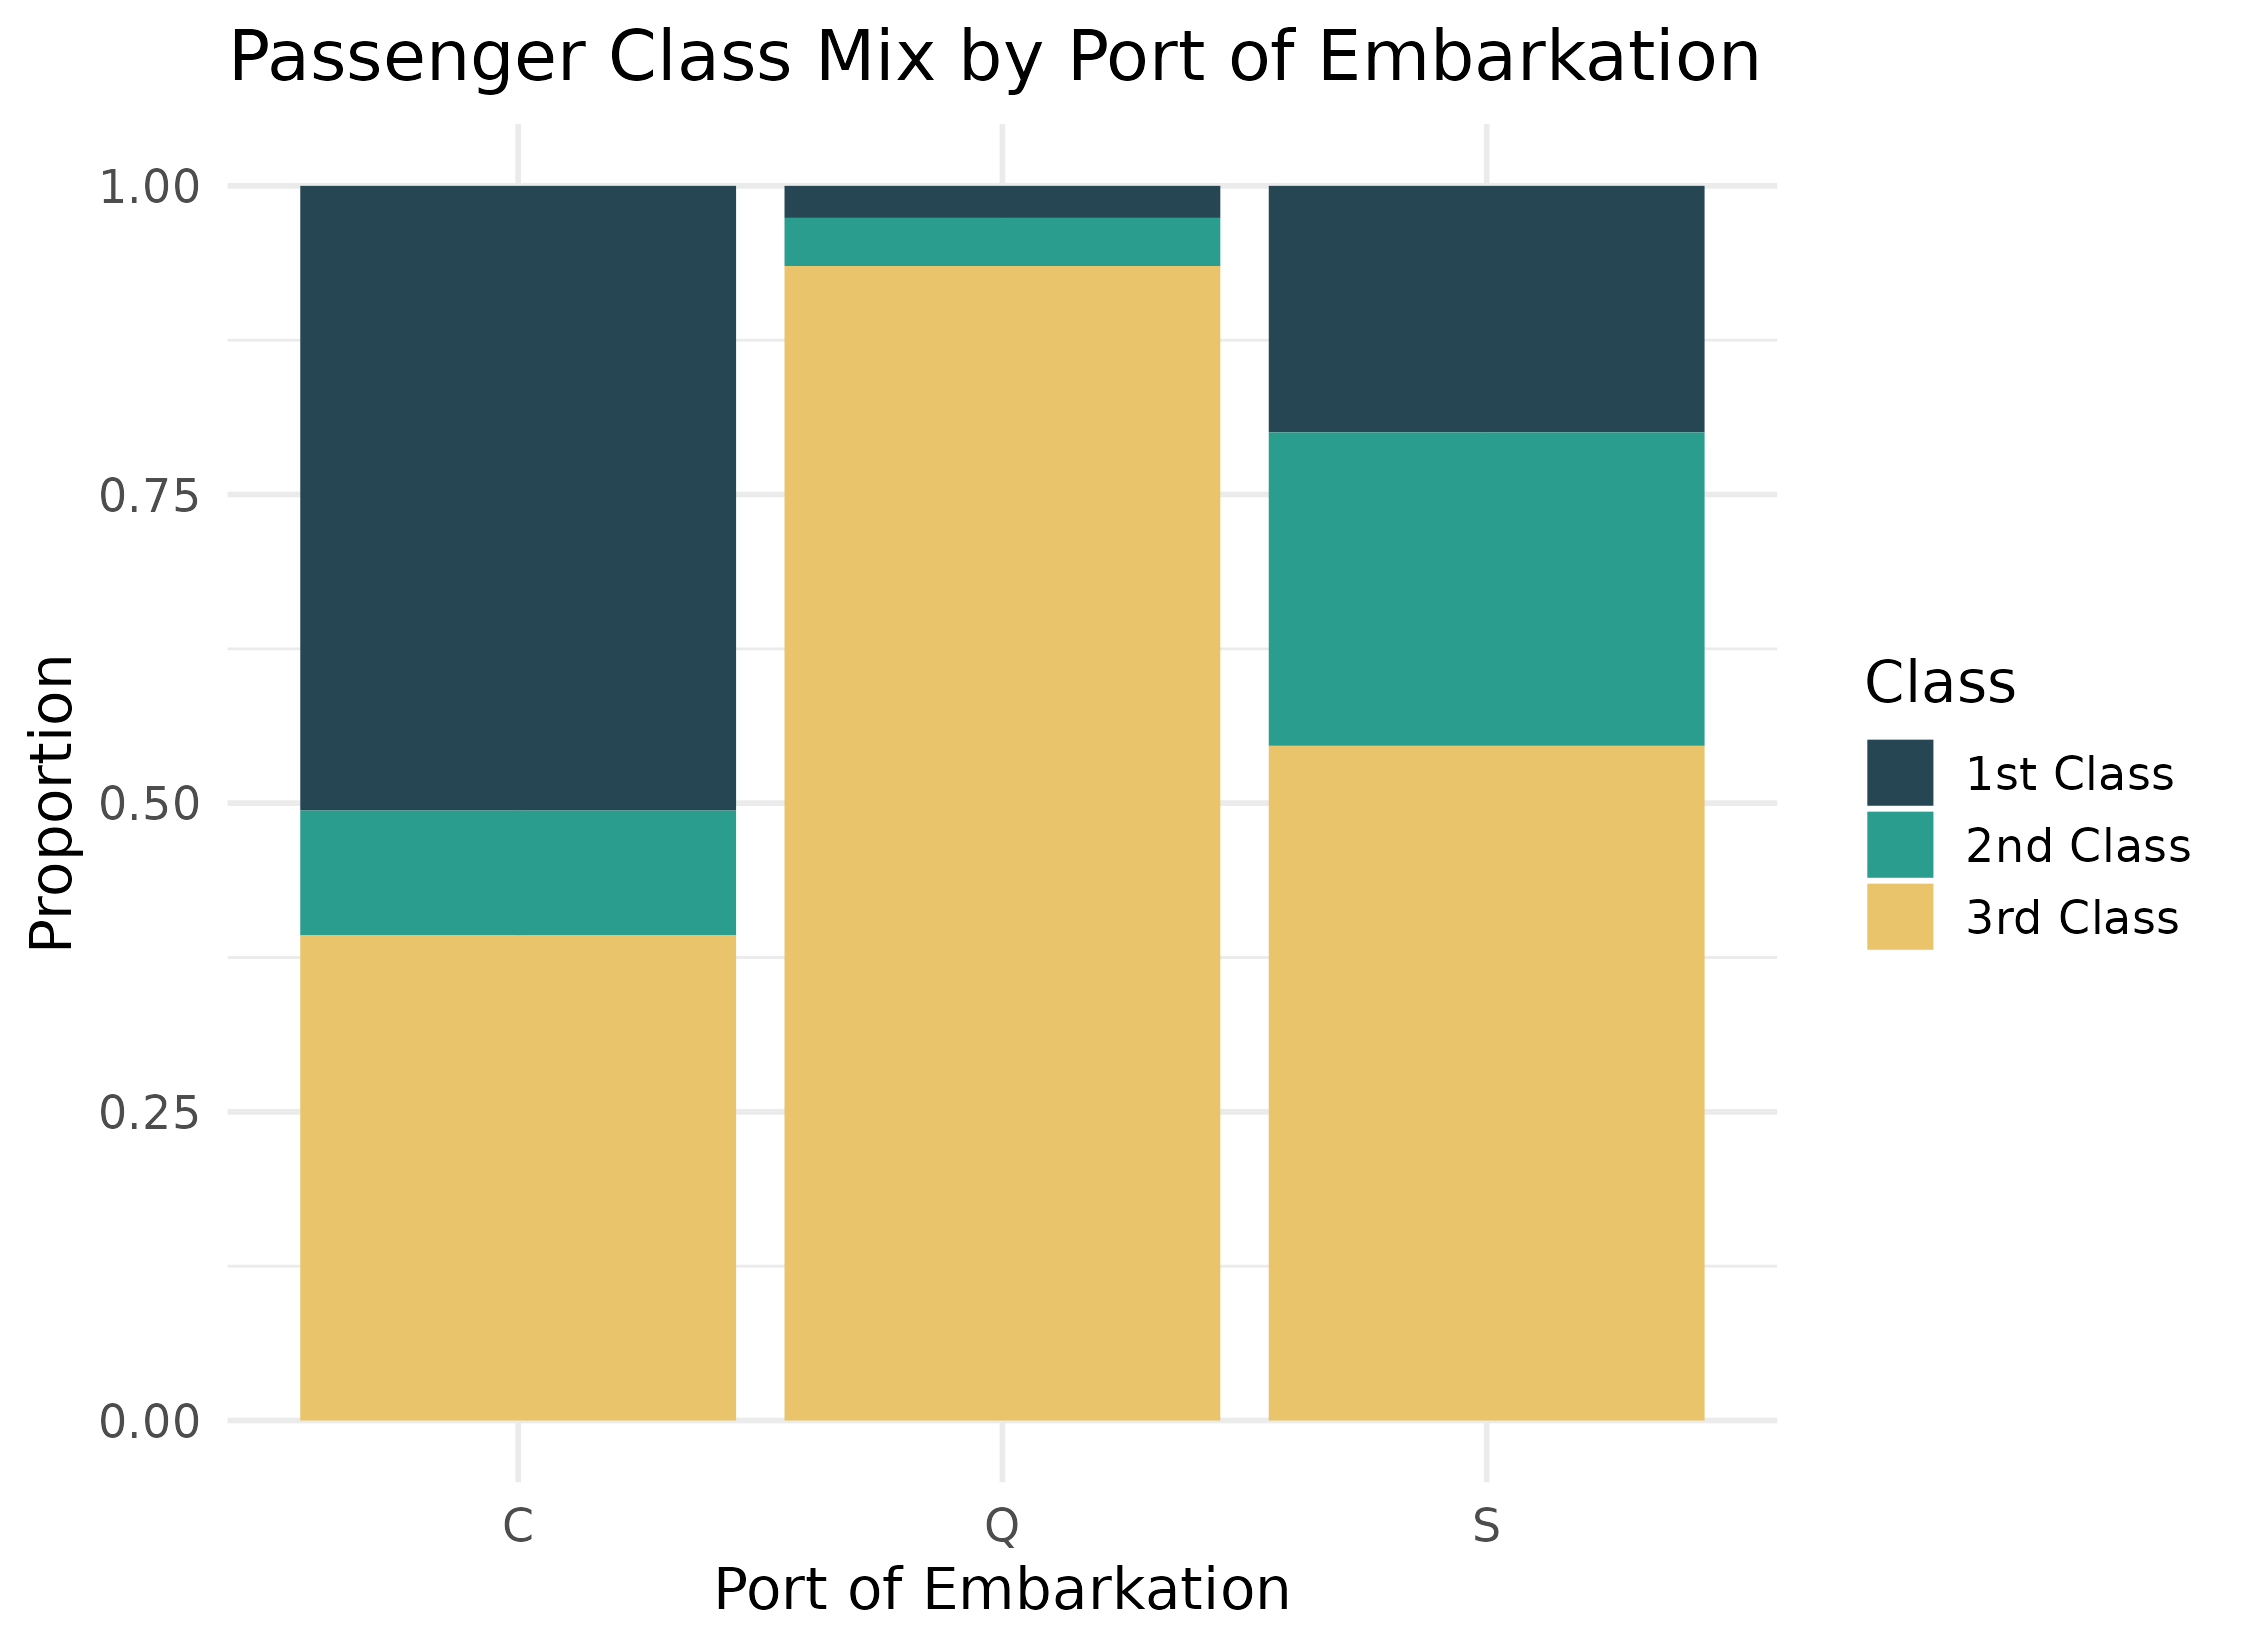 Passenger Class Mix by Port of Embarkation
1.00
0.75
0.50
0.25
0.00
Proportion
C
Q
S
Port of Embarkation
Class
1st Class
2nd Class
3rd Class